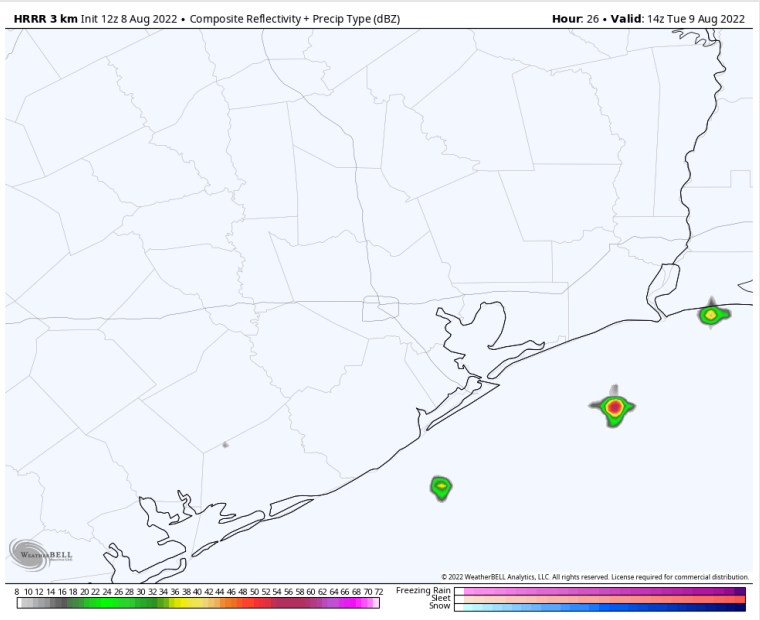 HRRR 3 km Init 12z 8 Aug 2022 • Composite Reflectivity + Precip Type (dBZ)
Hour: 26 • Valid: 14z Tue 9 Aug 2022
WEATHERBELL
© 2022 WeatherBELL Analytics, LLC. All rights reserved. License required for commercial distribution.
8 10 12 14 16 18 20 22 24 26 28 30 32 34 36 38 40 42 44 46 48 50 52 54 56 58 60 62 64 66 68 70 72
Freezing Rain
Sleet
Snow